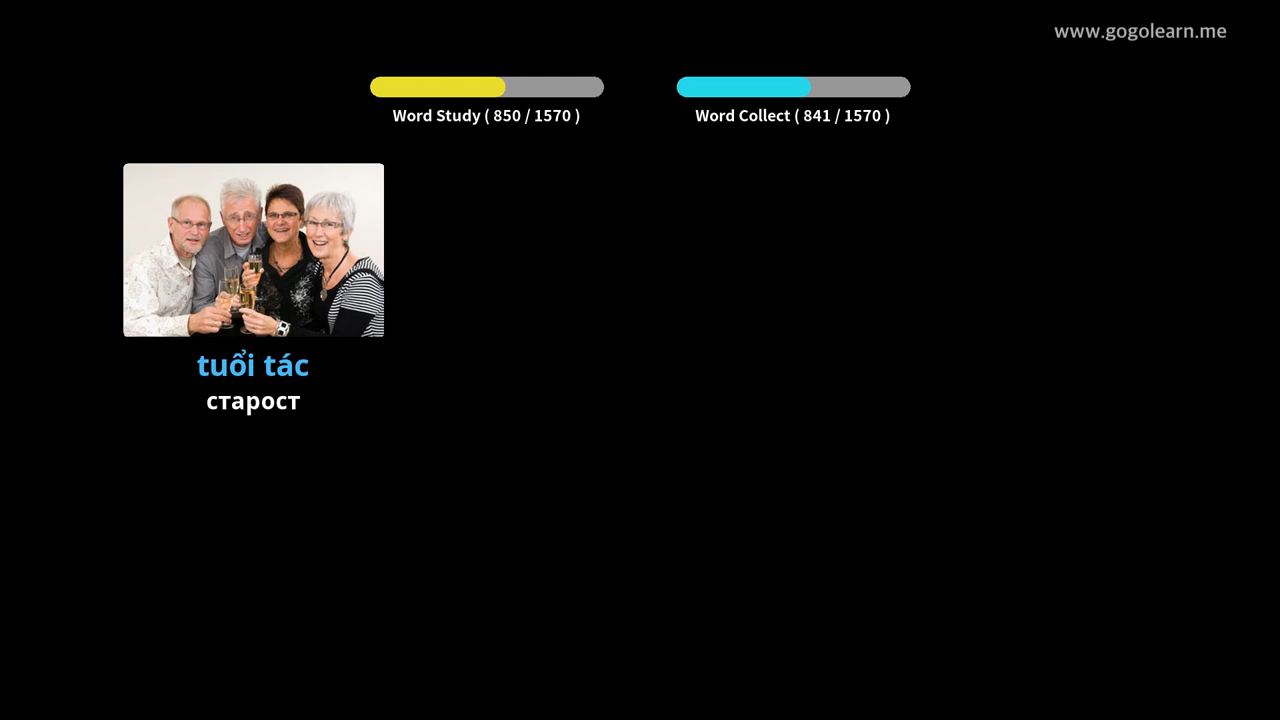 www.gogolearn.me
Word Study ( 850 / 1570 )
Word Collect ( 841 / 1570 )
tuổi tác
старост